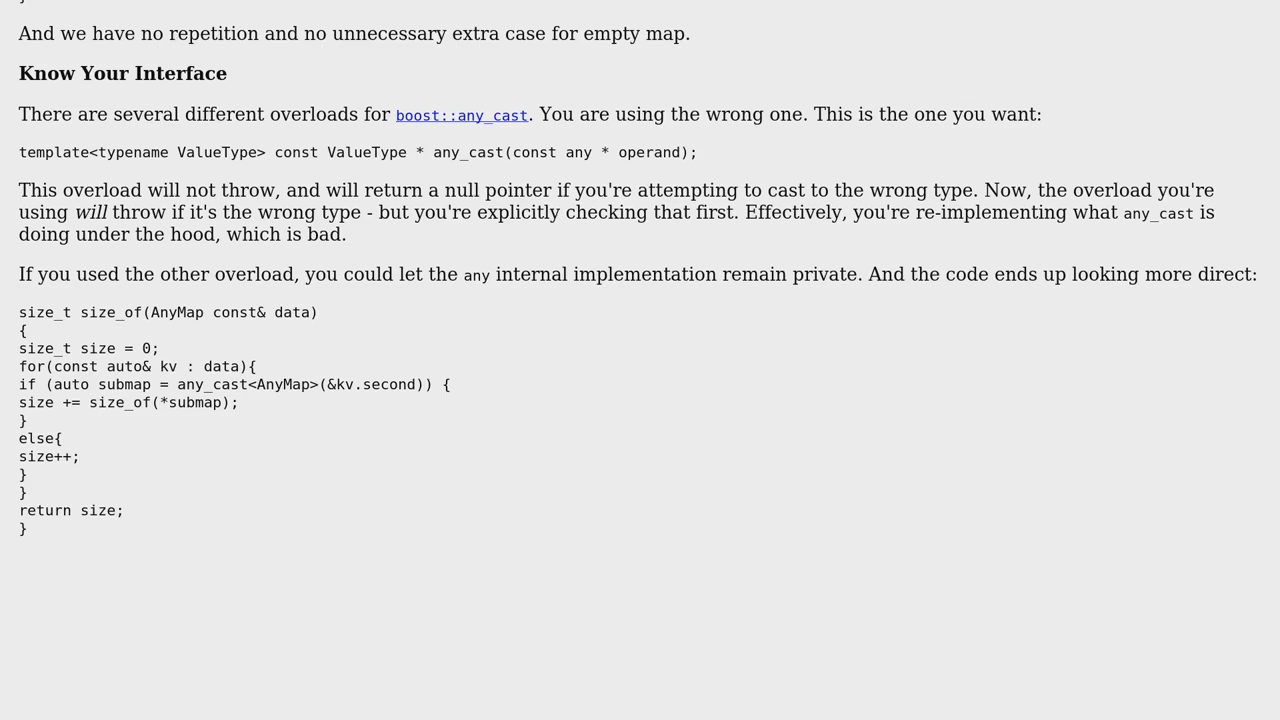 }
And we have no repetition and no unnecessary extra case for empty map.
Know Your Interface
There are several different overloads for boost::any_cast. You are using the wrong one. This is the one you want:
template<typename ValueType> const ValueType * any_cast(const any * operand);
This overload will not throw, and will return a null pointer if you're attempting to cast to the wrong type. Now, the overload you're
using will throw if it's the wrong type - but you're explicitly checking that first. Effectively, you're re-implementing what any_cast is
doing under the hood, which is bad.
If you used the other overload, you could let the any internal implementation remain private. And the code ends up looking more direct:
size_t size_of(AnyMap const& data)
{
size_t size = 0;
for(const auto& kv : data){
if (auto submap = any_cast<AnyMap>(&kv.second)) {
size += size_of(*submap);
}
else{
size++;
}
}
return size;
}